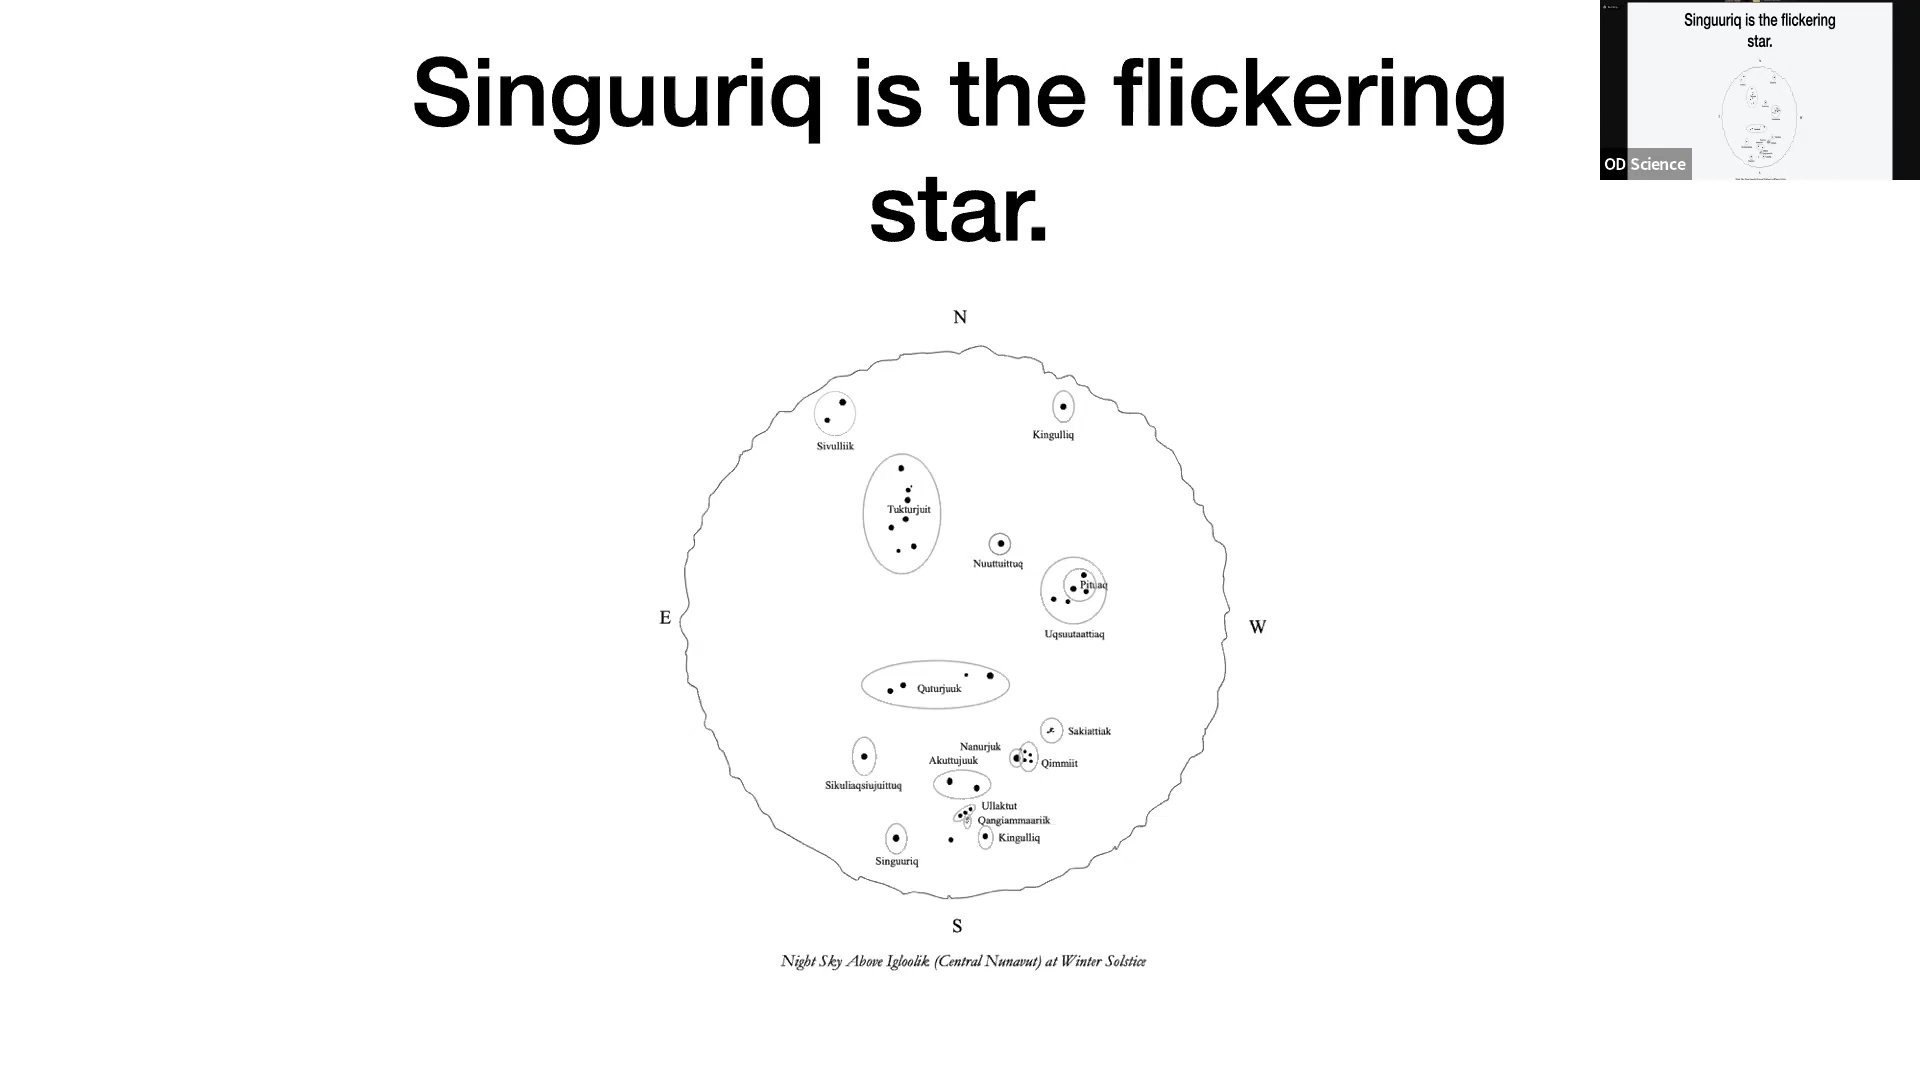 Singuuriq is the flickering
star.
Singuuriq is the flickering
star.
OD Science
N
Sivulliik
Kingulliq
Tukturjuit
Nuuttuittuq
Pituaq
E
W
Uqsuutaattiaq
Quturjuuk
Sakiattiak
Nanurjuk
Akuttujuuk
Qimmiit
Sikuliaqsiujuittuq
Ullaktut
Qangiammaariik
Kingulliq
Singuuriq
S
Night Sky Above Igloolik (Central Nunavut) at Winter Solstice